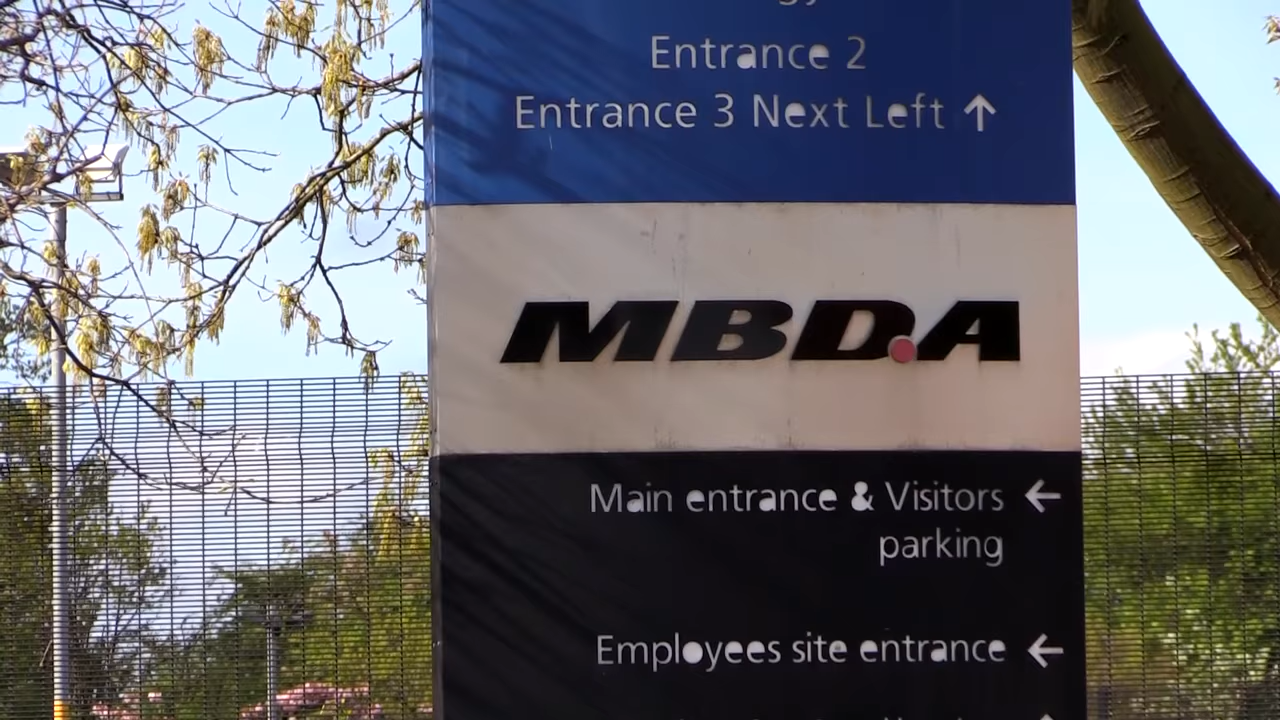 Entrance 2
Entrance 3 Next Left ↑
MBDA
Main entrance & Visitors ←
parking
Employees site entrance ←